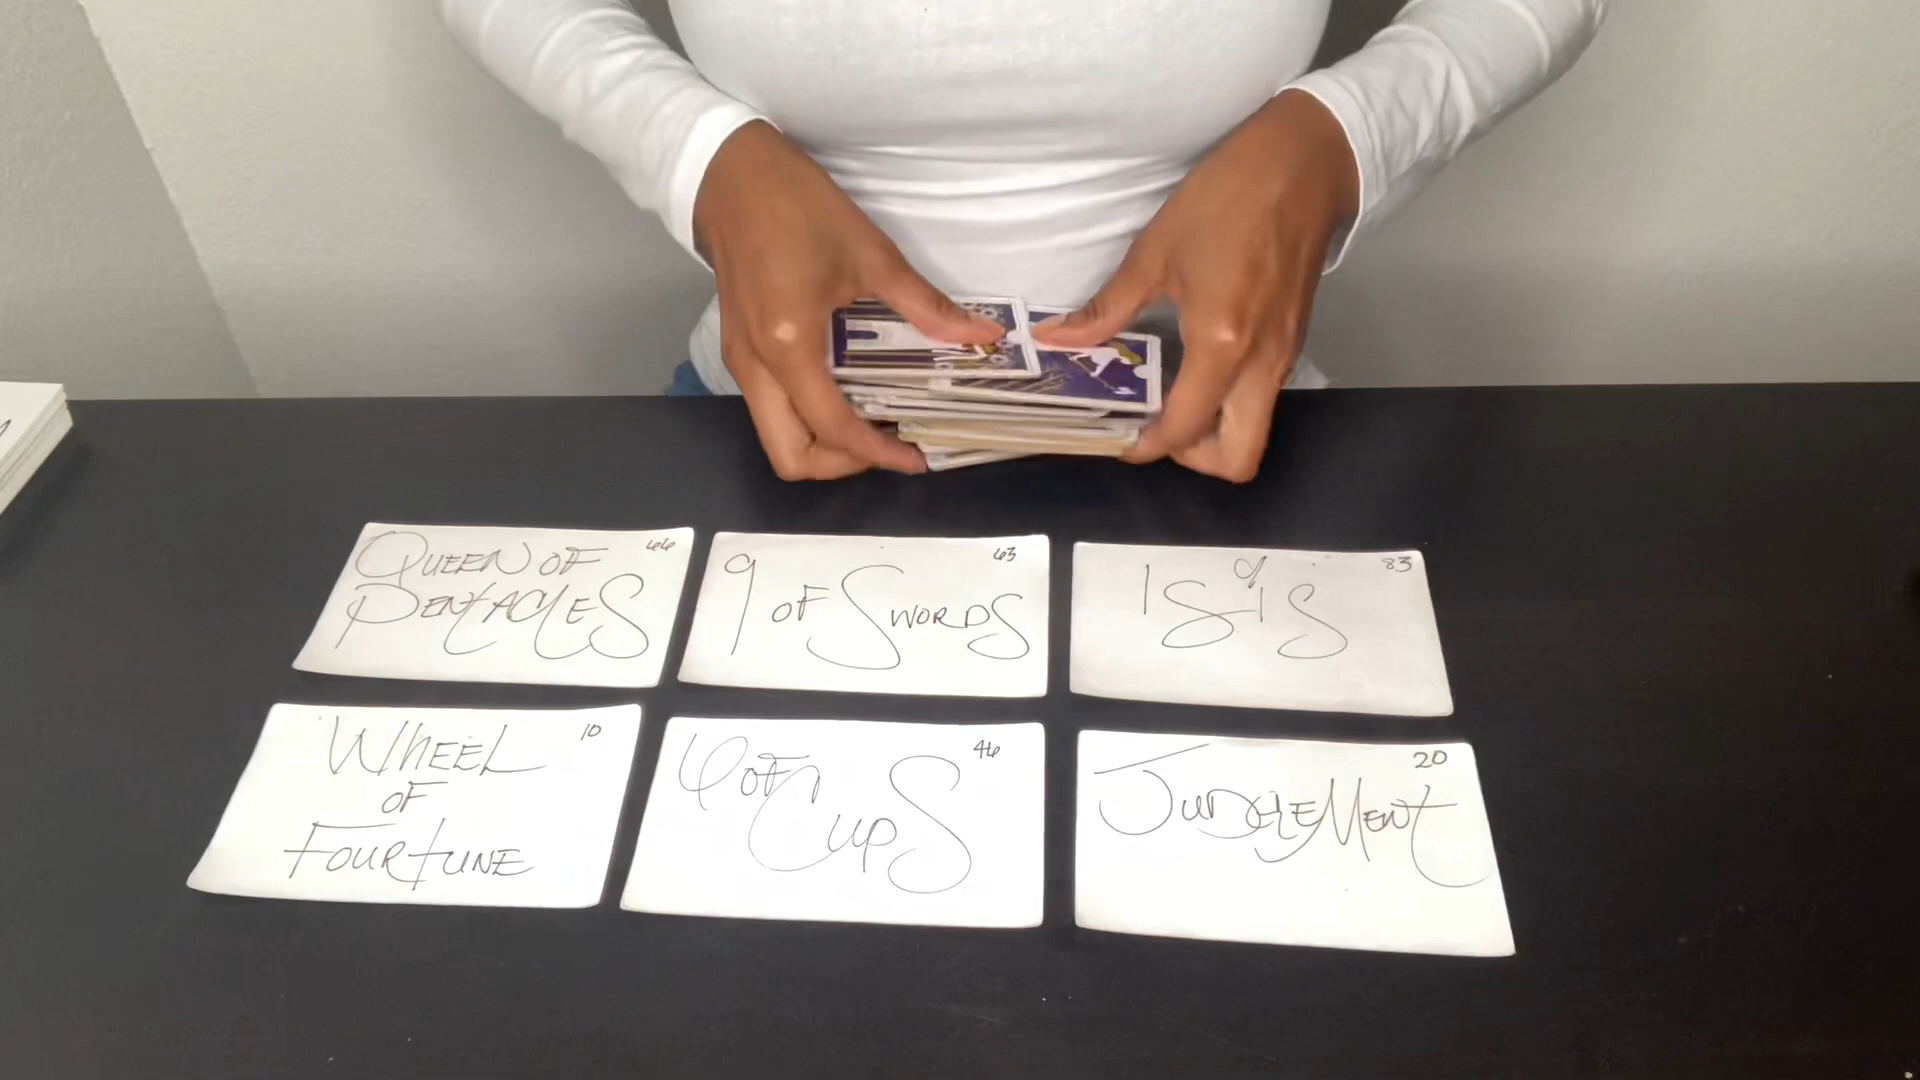 QUEEN OF
PENTACLES
66
9 OF SWORDS
63
ISIS
83
WHEEL
OF
FOURTUNE
10
6 OF
CUPS
46
JUDGEMENT
20